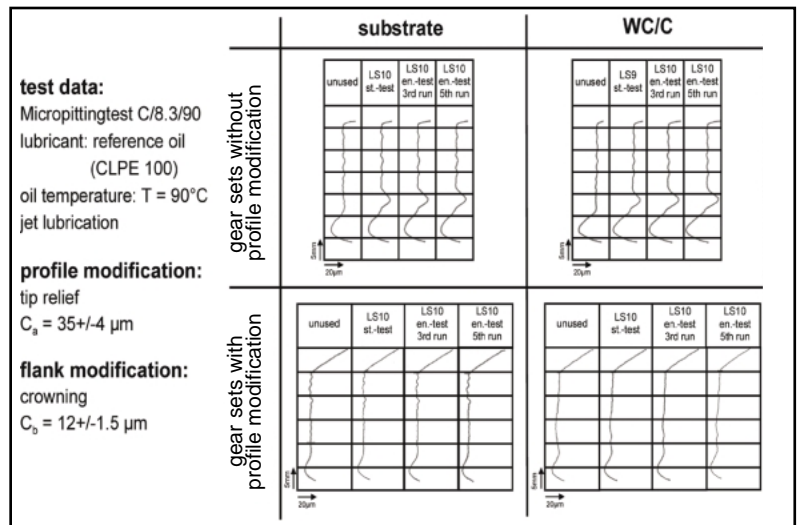 substrate
WC/C
test data:
Micropittingtest C/8.3/90
lubricant: reference oil
(CLPE 100)
oil temperature: T = 90°C
jet lubrication
profile modification:
tip relief
Cₐ = 35+/-4 µm
flank modification:
crowning
C_b = 12+/-1.5 µm
gear sets without
profile modification
unused
LS10
st.-test
LS10
en.-test
3rd run
LS10
en.-test
5th run
5mm
20µm
unused
LS9
st.-test
LS10
en.-test
3rd run
LS10
en.-test
5th run
5mm
20µm
gear sets with
profile modification
unused
LS10
st.-test
LS10
en.-test
3rd run
LS10
en.-test
5th run
5mm
20µm
unused
LS10
st.-test
LS10
en.-test
3rd run
LS10
en.-test
5th run
5mm
20µm